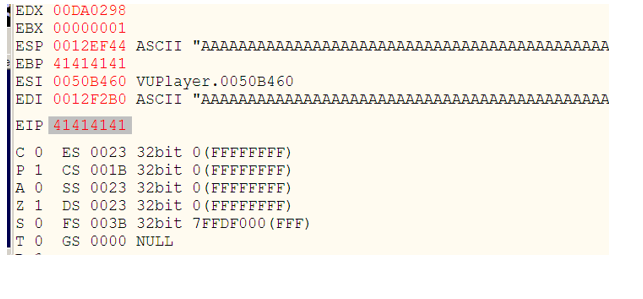 EDX 00DA0298
EBX 00000001
ESP 0012EF44 ASCII "AAAAAAAAAAAAAAAAAAAAAAAAAAAAAAAAAAAAAAAAAAAA
EBP 41414141
ESI 0050B460 VUPlayer.0050B460
EDI 0012F2B0 ASCII "AAAAAAAAAAAAAAAAAAAAAAAAAAAAAAAAAAAAAAAAAAAA
EIP 41414141
C 0 ES 0023 32bit 0(FFFFFFFF)
P 1 CS 001B 32bit 0(FFFFFFFF)
A 0 SS 0023 32bit 0(FFFFFFFF)
Z 1 DS 0023 32bit 0(FFFFFFFF)
S 0 FS 003B 32bit 7FFDF000(FFF)
T 0 GS 0000 NULL